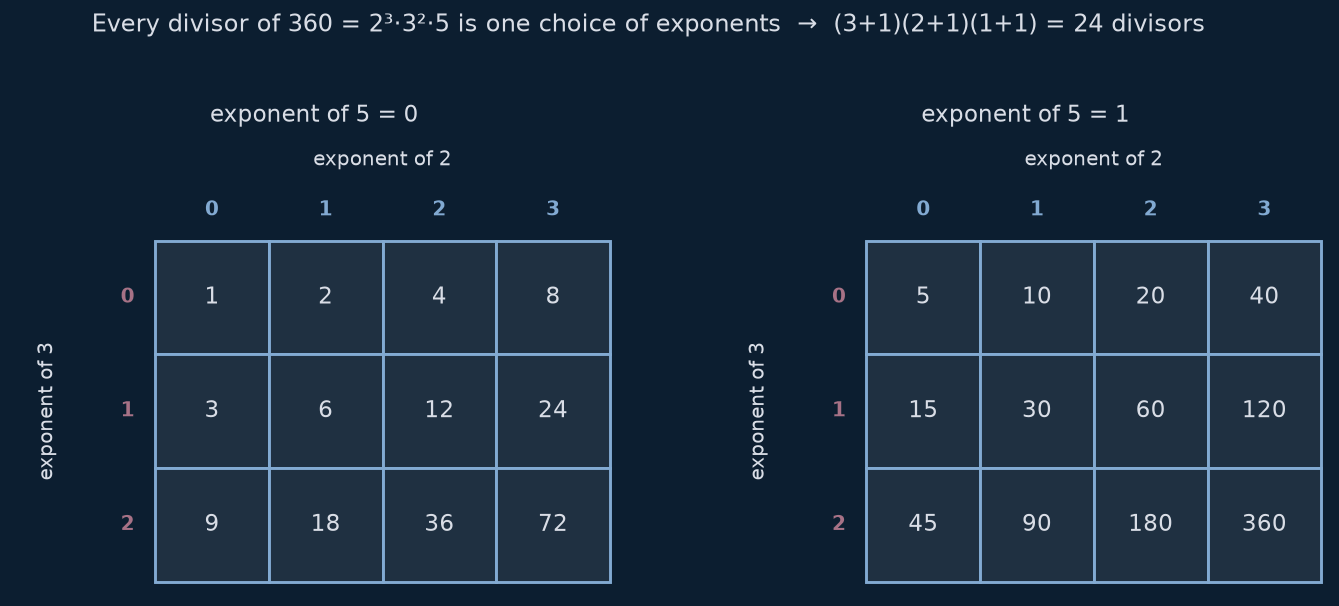 Every divisor of 360 = 2³·3²·5 is one choice of exponents → (3+1)(2+1)(1+1) = 24 divisors
exponent of 5 = 0
exponent of 2
0 1 2 3
exponent of 3
0 1 2 4 8
1 3 6 12 24
2 9 18 36 72
exponent of 5 = 1
exponent of 2
0 1 2 3
exponent of 3
0 5 10 20 40
1 15 30 60 120
2 45 90 180 360